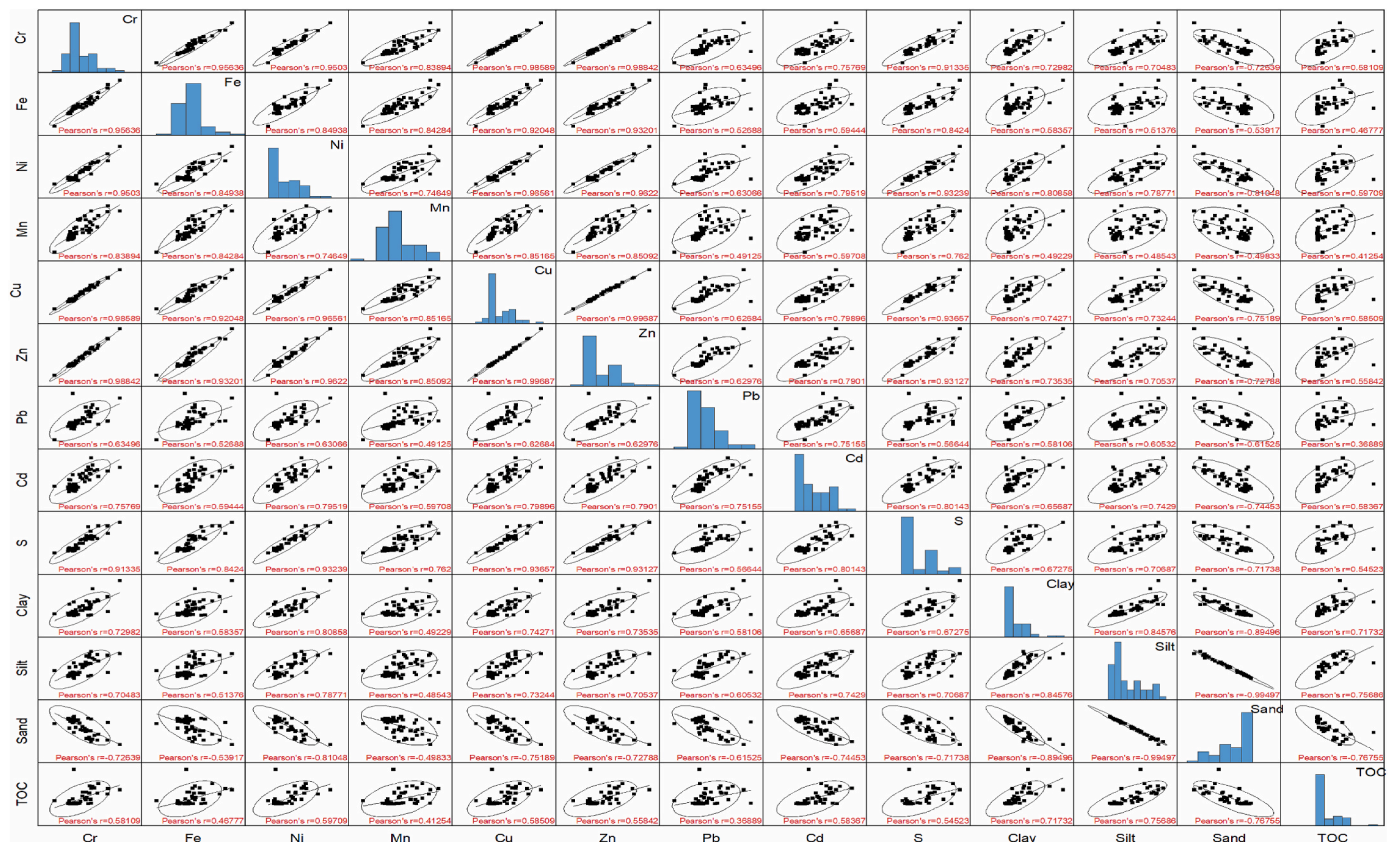 Cr
Cr
Pearson's r=0.95636 Pearson's r=0.9503 Pearson's r=0.83894 Pearson's r=0.98589 Pearson's r=0.98842 Pearson's r=0.63496 Pearson's r=0.75769 Pearson's r=0.91335 Pearson's r=0.72982 Pearson's r=0.70483 Pearson's r=-0.72639 Pearson's r=0.58109
Fe
Fe
Pearson's r=0.95636 Pearson's r=0.84938 Pearson's r=0.84284 Pearson's r=0.92048 Pearson's r=0.93201 Pearson's r=0.52688 Pearson's r=0.59444 Pearson's r=0.8424 Pearson's r=0.58357 Pearson's r=0.51376 Pearson's r=-0.53917 Pearson's r=0.46777
Ni
Ni
Pearson's r=0.9503 Pearson's r=0.84938 Pearson's r=0.74649 Pearson's r=0.96561 Pearson's r=0.9622 Pearson's r=0.63066 Pearson's r=0.79519 Pearson's r=0.93239 Pearson's r=0.80858 Pearson's r=0.78771 Pearson's r=-0.81048 Pearson's r=0.59709
Mn
Mn
Pearson's r=0.83894 Pearson's r=0.84284 Pearson's r=0.74649 Pearson's r=0.85165 Pearson's r=0.85092 Pearson's r=0.49125 Pearson's r=0.59708 Pearson's r=0.762 Pearson's r=0.49229 Pearson's r=0.48543 Pearson's r=-0.49833 Pearson's r=0.41254
Cu
Cu
Pearson's r=0.98589 Pearson's r=0.92048 Pearson's r=0.96561 Pearson's r=0.85165 Pearson's r=0.99687 Pearson's r=0.62684 Pearson's r=0.79896 Pearson's r=0.93657 Pearson's r=0.74271 Pearson's r=0.73244 Pearson's r=-0.75189 Pearson's r=0.58509
Zn
Zn
Pearson's r=0.98842 Pearson's r=0.93201 Pearson's r=0.9622 Pearson's r=0.85092 Pearson's r=0.99687 Pearson's r=0.62976 Pearson's r=0.7901 Pearson's r=0.93127 Pearson's r=0.73535 Pearson's r=0.70537 Pearson's r=-0.72788 Pearson's r=0.55842
Pb
Pb
Pearson's r=0.63496 Pearson's r=0.52688 Pearson's r=0.63066 Pearson's r=0.49125 Pearson's r=0.62684 Pearson's r=0.62976 Pearson's r=0.75155 Pearson's r=0.56644 Pearson's r=0.58106 Pearson's r=0.60532 Pearson's r=-0.61525 Pearson's r=0.36889
Cd
Cd
Pearson's r=0.75769 Pearson's r=0.59444 Pearson's r=0.79519 Pearson's r=0.59708 Pearson's r=0.79896 Pearson's r=0.7901 Pearson's r=0.75155 Pearson's r=0.80143 Pearson's r=0.65687 Pearson's r=0.7429 Pearson's r=-0.74453 Pearson's r=0.58367
S
S
Pearson's r=0.91335 Pearson's r=0.8424 Pearson's r=0.93239 Pearson's r=0.762 Pearson's r=0.93657 Pearson's r=0.93127 Pearson's r=0.56644 Pearson's r=0.80143 Pearson's r=0.67275 Pearson's r=0.70687 Pearson's r=-0.71738 Pearson's r=0.54523
Clay
Clay
Pearson's r=0.72982 Pearson's r=0.58357 Pearson's r=0.80858 Pearson's r=0.49229 Pearson's r=0.74271 Pearson's r=0.73535 Pearson's r=0.58106 Pearson's r=0.65687 Pearson's r=0.67275 Pearson's r=0.84576 Pearson's r=-0.89496 Pearson's r=0.71732
Silt
Silt
Pearson's r=0.70483 Pearson's r=0.51376 Pearson's r=0.78771 Pearson's r=0.48543 Pearson's r=0.73244 Pearson's r=0.70537 Pearson's r=0.60532 Pearson's r=0.7429 Pearson's r=0.70687 Pearson's r=0.84576 Pearson's r=-0.99497 Pearson's r=0.75686
Sand
Sand
Pearson's r=-0.72639 Pearson's r=-0.53917 Pearson's r=-0.81048 Pearson's r=-0.49833 Pearson's r=-0.75189 Pearson's r=-0.72788 Pearson's r=-0.61525 Pearson's r=-0.74453 Pearson's r=-0.71738 Pearson's r=-0.89496 Pearson's r=-0.99497 Pearson's r=-0.76755
TOC
TOC
Pearson's r=0.58109 Pearson's r=0.46777 Pearson's r=0.59709 Pearson's r=0.41254 Pearson's r=0.58509 Pearson's r=0.55842 Pearson's r=0.36889 Pearson's r=0.58367 Pearson's r=0.54523 Pearson's r=0.71732 Pearson's r=0.75686 Pearson's r=-0.76755
Cr Fe Ni Mn Cu Zn Pb Cd S Clay Silt Sand TOC